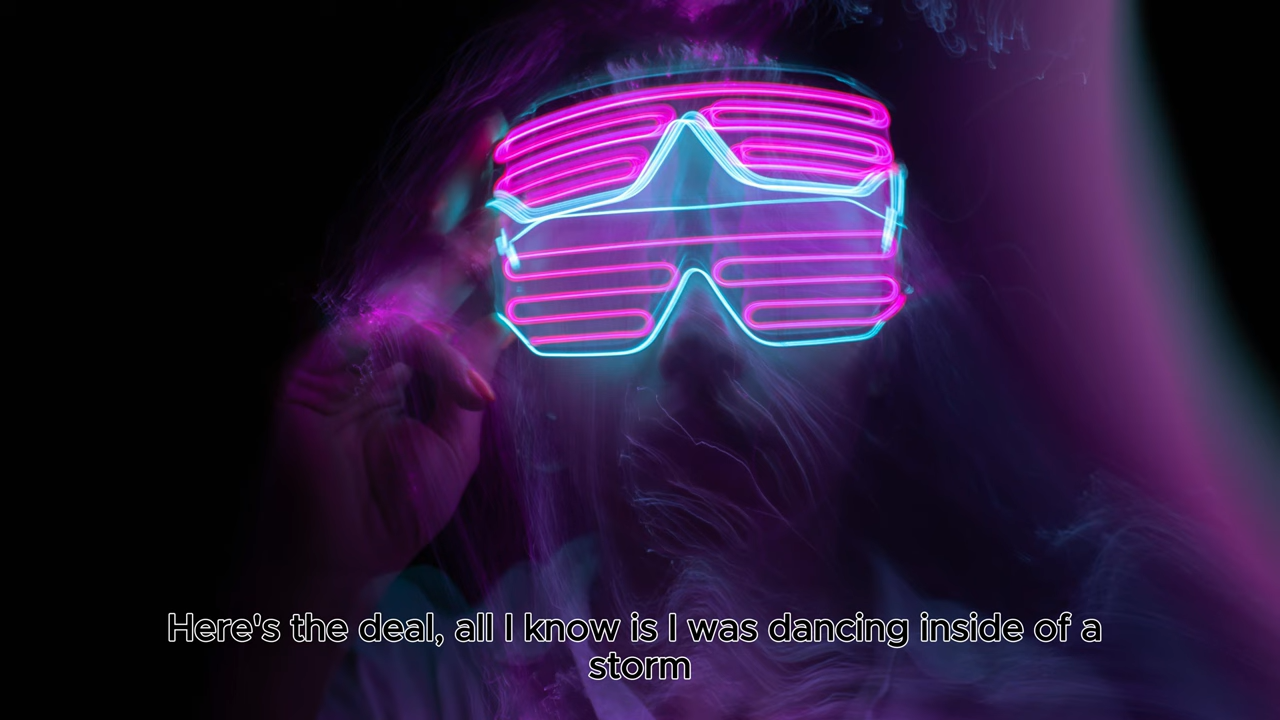 Here's the deal, all I know is I was dancing inside of a
storm